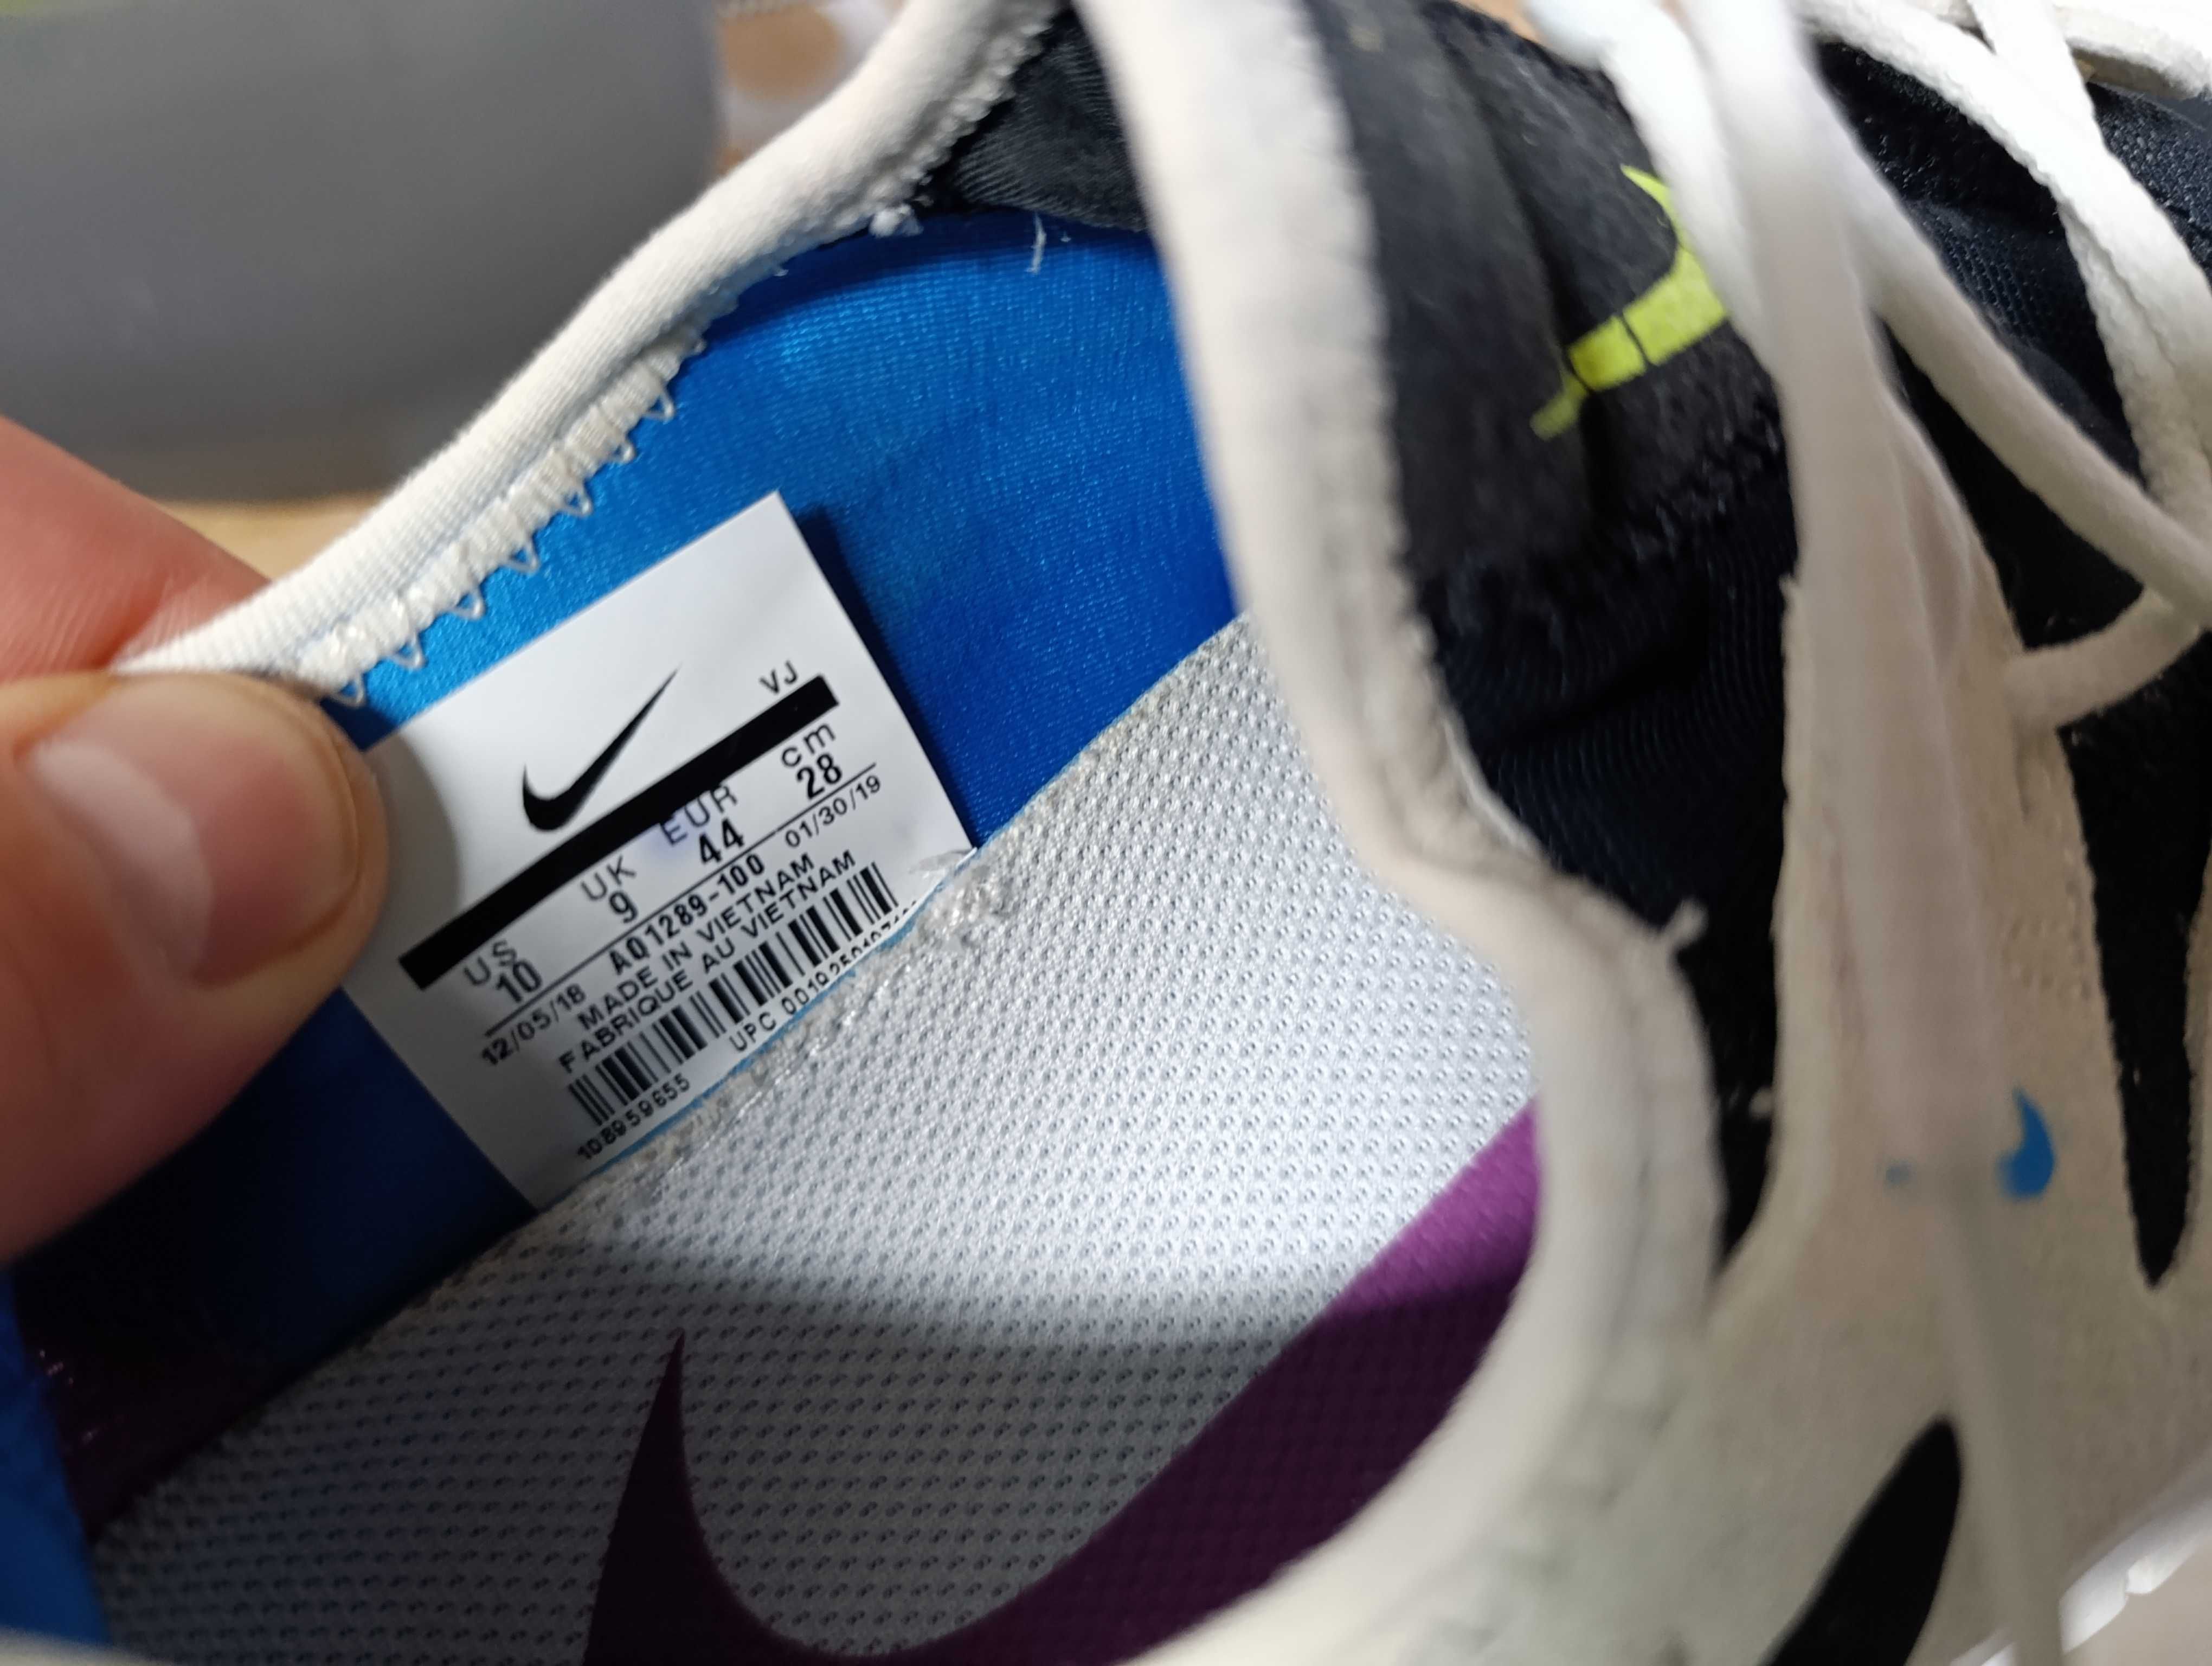 VJ
US UK EUR cm
10 9 44 28
12/05/18 AQ1289-100 01/30/19
MADE IN VIETNAM
FABRIQUE AU VIETNAM
108959655 UPC